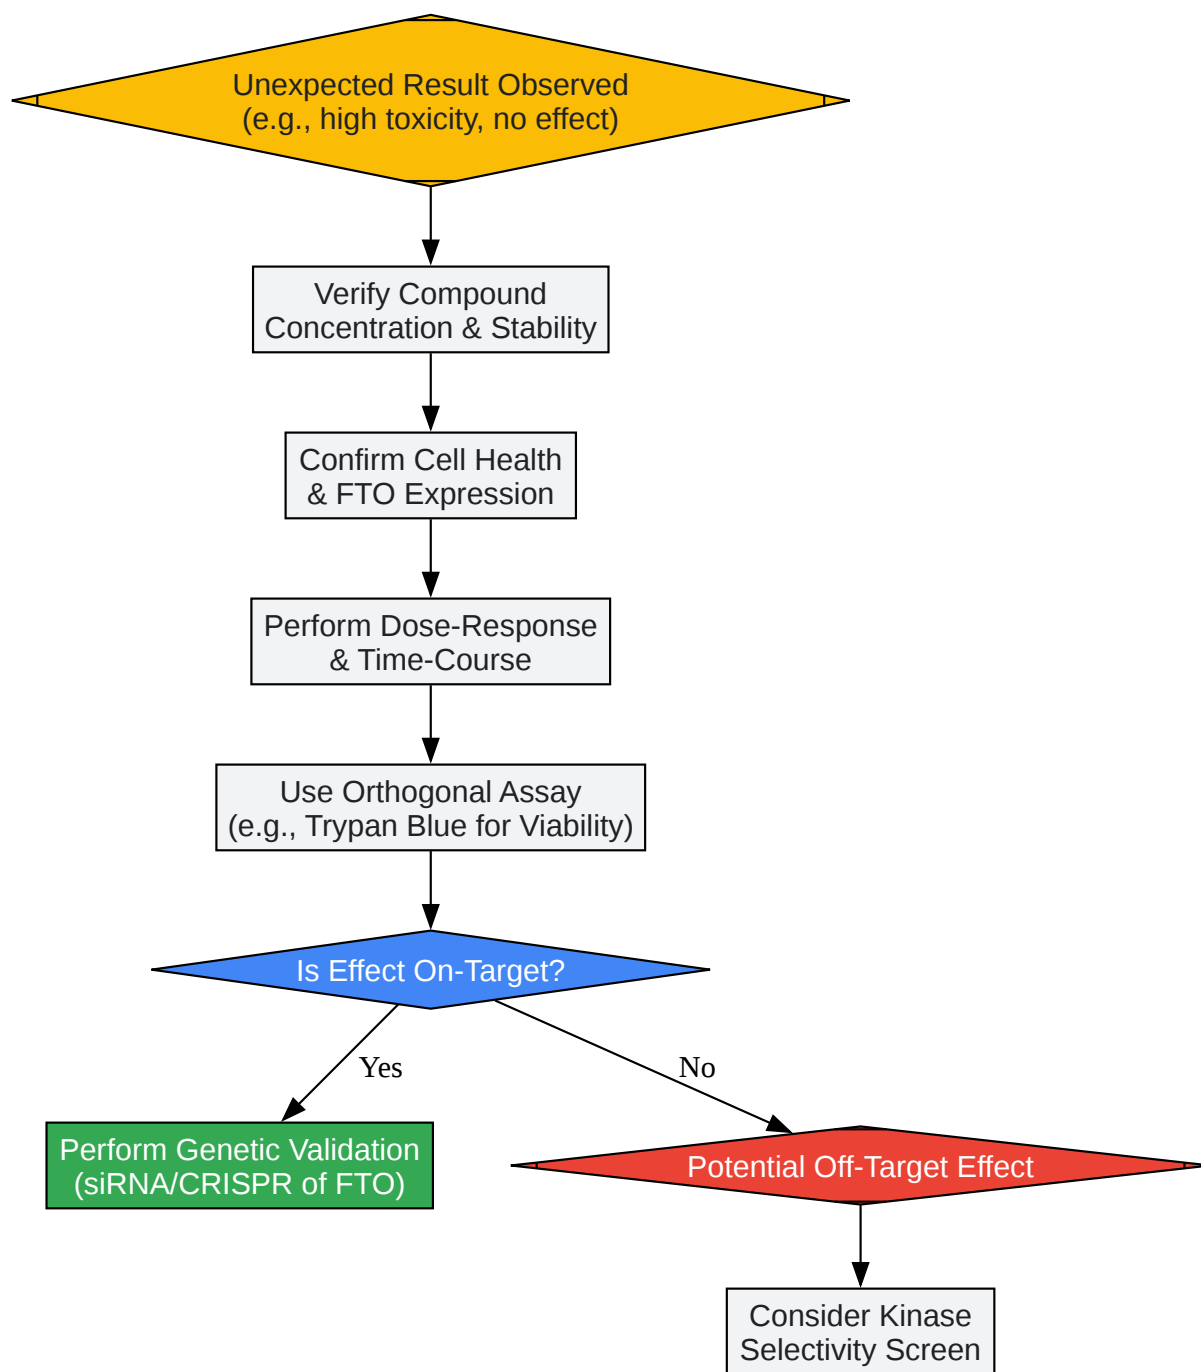 Unexpected Result Observed
(e.g., high toxicity, no effect)
Verify Compound
Concentration & Stability
Confirm Cell Health
& FTO Expression
Perform Dose-Response
& Time-Course
Use Orthogonal Assay
(e.g., Trypan Blue for Viability)
Is Effect On-Target?
Yes
No
Perform Genetic Validation
(siRNA/CRISPR of FTO)
Potential Off-Target Effect
Consider Kinase
Selectivity Screen